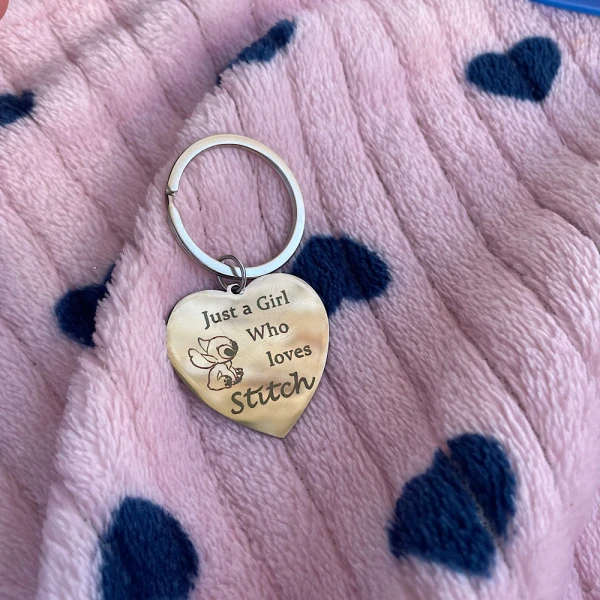 Just a Girl
Who
loves
Stitch